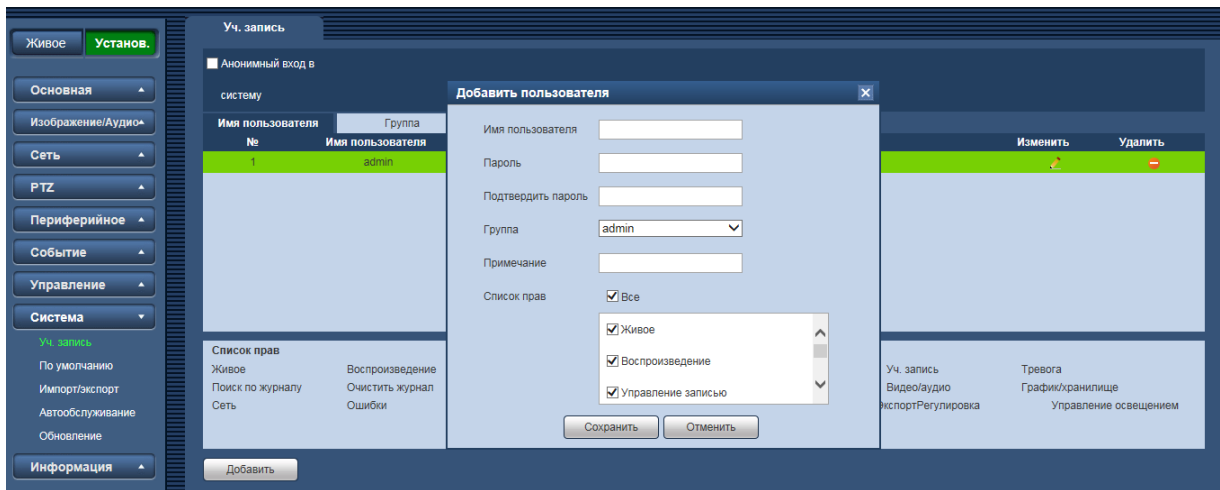 Живое Установ.
Основная
Изображение/Аудио
Сеть
PTZ
Периферийное
Событие
Управление
Система
Уч. запись
По умолчанию
Импорт/экспорт
Автообслуживание
Обновление
Информация
Уч. запись
Анонимный вход в
систему
Имя пользователя Группа
№ Имя пользователя Изменить Удалить
1 admin
Добавить пользователя
Имя пользователя
Пароль
Подтвердить пароль
Группа admin
Примечание
Список прав Все
Живое
Воспроизведение
Управление записью
Сохранить Отменить
Список прав
Живое Воспроизведение Уч. запись Тревога
Поиск по журналу Очистить журнал Видео/аудио График/хранилище
Сеть Ошибки ЭкспортРегулировка Управление освещением
Добавить